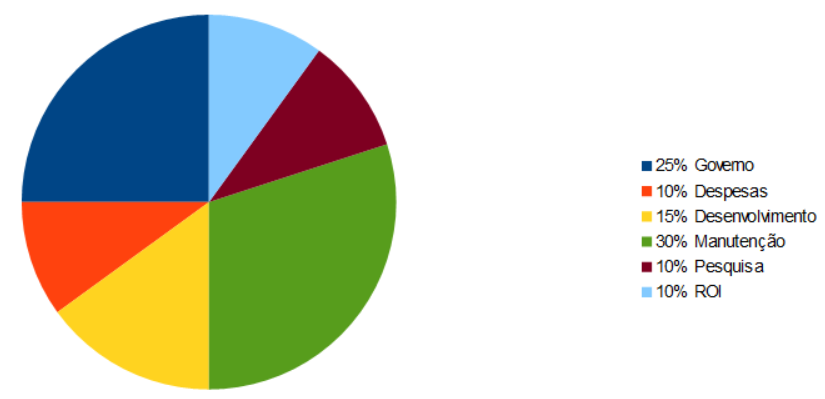 25% Governo
10% Despesas
15% Desenvolvimento
30% Manutenção
10% Pesquisa
10% ROI